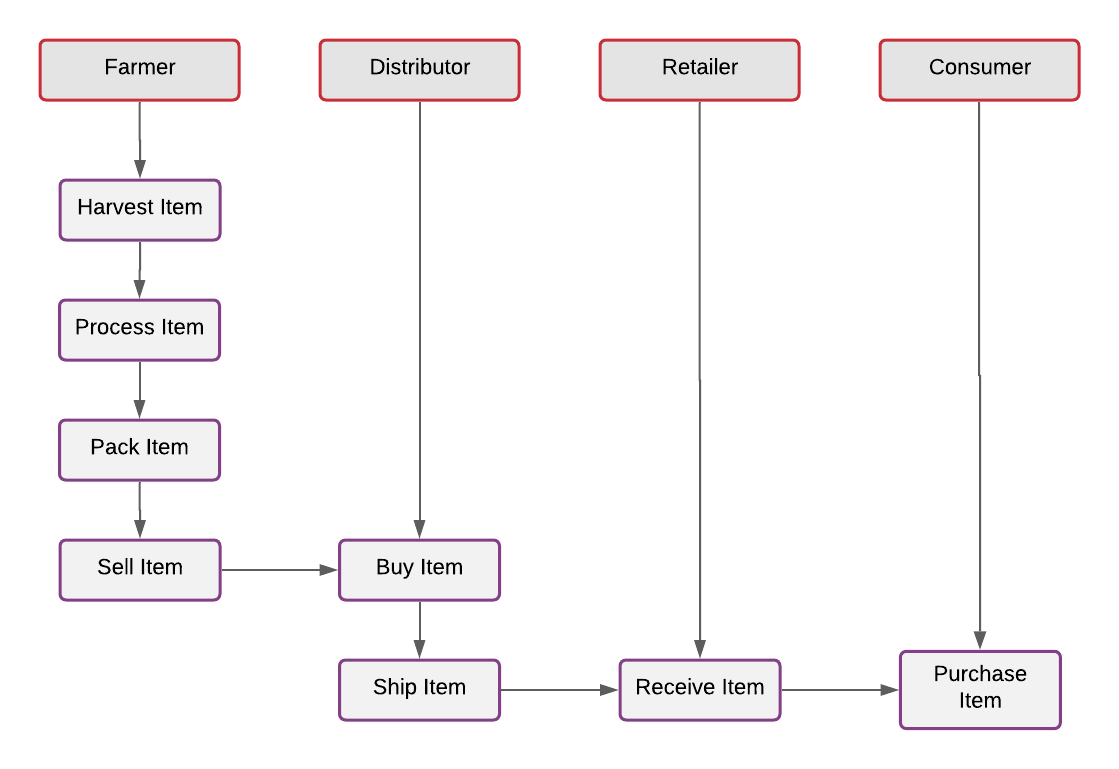 Farmer
Distributor
Retailer
Consumer
Harvest Item
Process Item
Pack Item
Sell Item
Buy Item
Ship Item
Receive Item
Purchase
Item